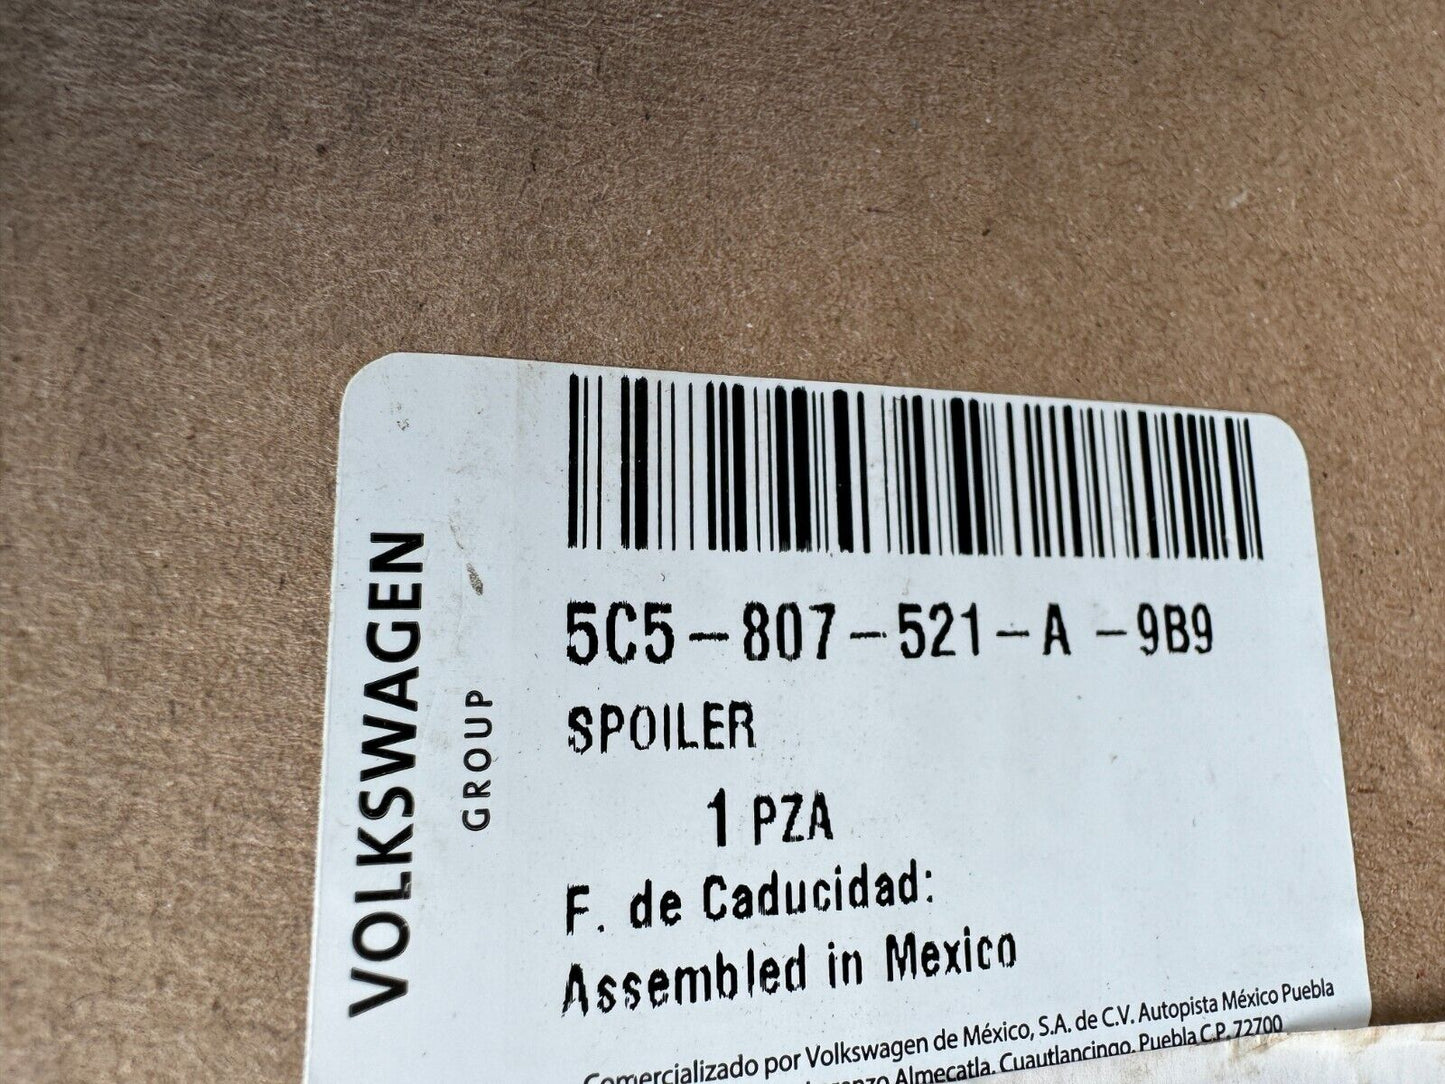 VOLKSWAGEN
GROUP
5C5-807-521-A -9B9
SPOILER
1 PZA
F. de Caducidad:
Assembled in Mexico
Comercializado por Volkswagen de México, S.A. de C.V. Autopista México Puebla
Almecatla, Cuautlancingo, Puebla C.P. 72700